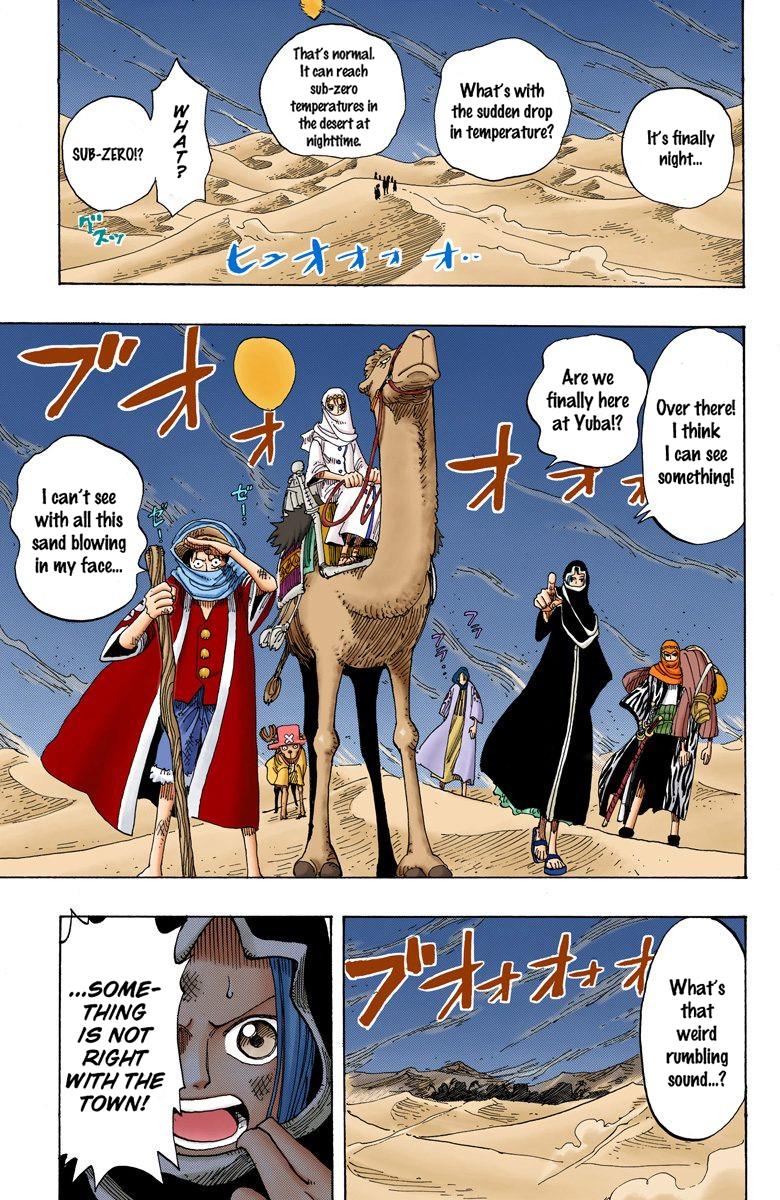 It's finally
night...
What's with
the sudden drop
in temperature?
That's normal.
It can reach
sub-zero
temperatures in
the desert at
nighttime.
WHAT?
SUB-ZERO!?
ダズッ
ヒュオオォォオ‥
Over there!
I think
I can see
something!
Are we
finally here
at Yuba!?
I can't see
with all this
sand blowing
in my face...
ブオオオオオ
ゼー!
ゼー!
What's
that
weird
rumbling
sound...?
ブオオオオ
...SOME-
THING
IS NOT
RIGHT
WITH THE
TOWN!